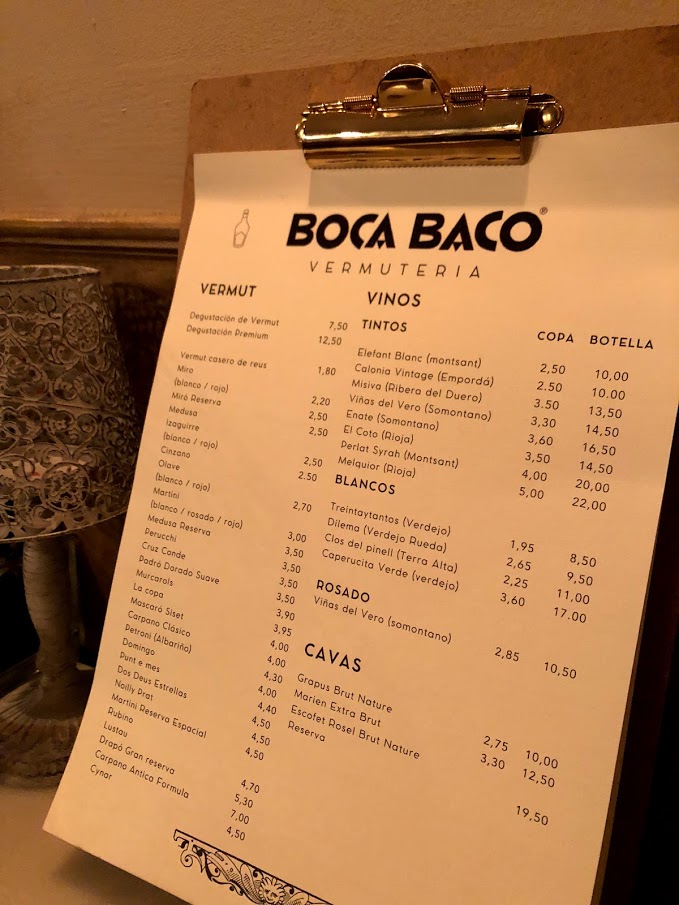 BOCA BACO®
VERMUTERIA
VERMUT
Degustación de Vermut
Degustación Premium
Vermut casero de reus
Miro
(blanco / rojo)
Miró Reserva
Medusa
Izaguirre
(blanco / rojo)
Cinzano
Olave
(blanco / rojo)
Martini
(blanco / rosado / rojo)
Medusa Reserva
Perucchi
Cruz Conde
Padró Dorado Suave
Murcarols
La copa
Mascaró Siset
Carpano Clásico
Petroni (Albariño)
Domingo
Punt e mes
Dos Deus Estrellas
Noilly Prat
Martini Reserva Espacial
Rubino
Lustau
Drapó Gran reserva
Carpano Antica Formula
Cynar
7,50
12,50
1,80
2,20
2,50
2,50
2,50
2.50
2,70
3,00
3,50
3,50
3,50
3,50
3,90
3,95
4,00
4,00
4,30
4,00
4,40
4,50
4,50
4,50
4,70
5,30
7,00
4,50
VINOS
TINTOS COPA BOTELLA
Elefant Blanc (montsant) 2,50 10,00
Calonia Vintage (Empordá) 2.50 10.00
Misiva (Ribera del Duero) 3.50 13,50
Viñas del Vero (Somontano) 3,30 14,50
Enate (Somontano) 3,60 16,50
El Coto (Rioja) 3,50 14,50
Perlat Syrah (Montsant) 4,00 20,00
Melquior (Rioja) 5,00 22,00
BLANCOS
Treintaytantos (Verdejo) 1,95 8,50
Dilema (Verdejo Rueda) 2,65 9,50
Clos del pinell (Terra Alta) 2,25 11,00
Caperucita Verde (verdejo) 3,60 17.00
ROSADO
Viñas del Vero (somontano) 2,85 10,50
CAVAS
Grapus Brut Nature 2,75 10,00
Marien Extra Brut 3,30 12,50
Escofet Rosel Brut Nature
Reserva 19,50